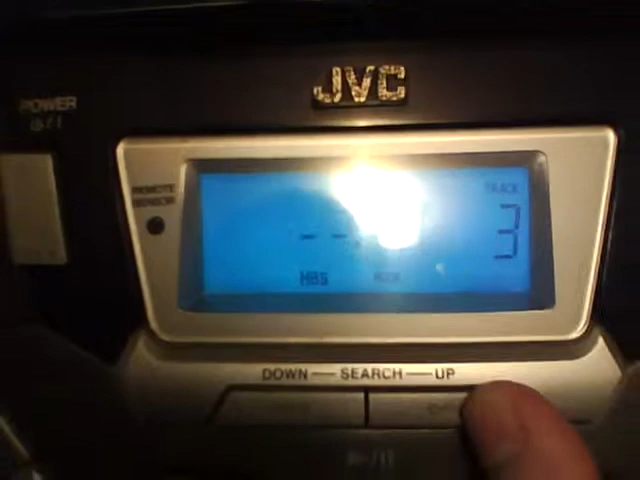 JVC
POWER
REMOTE
SENSOR
TRACK
3
-- 
HBS
DOWN — SEARCH — UP